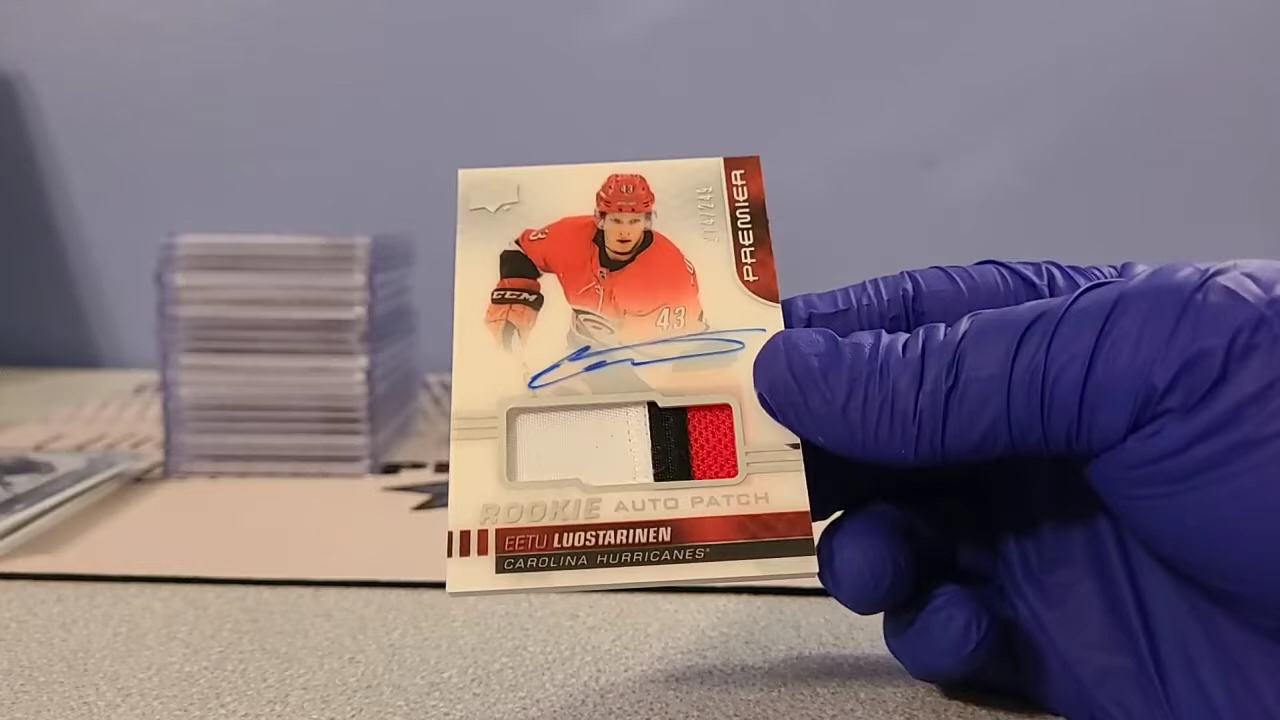 PREMIER
43
CCM
43
ROOKIE AUTO PATCH
EETU LUOSTARINEN
CAROLINA HURRICANES